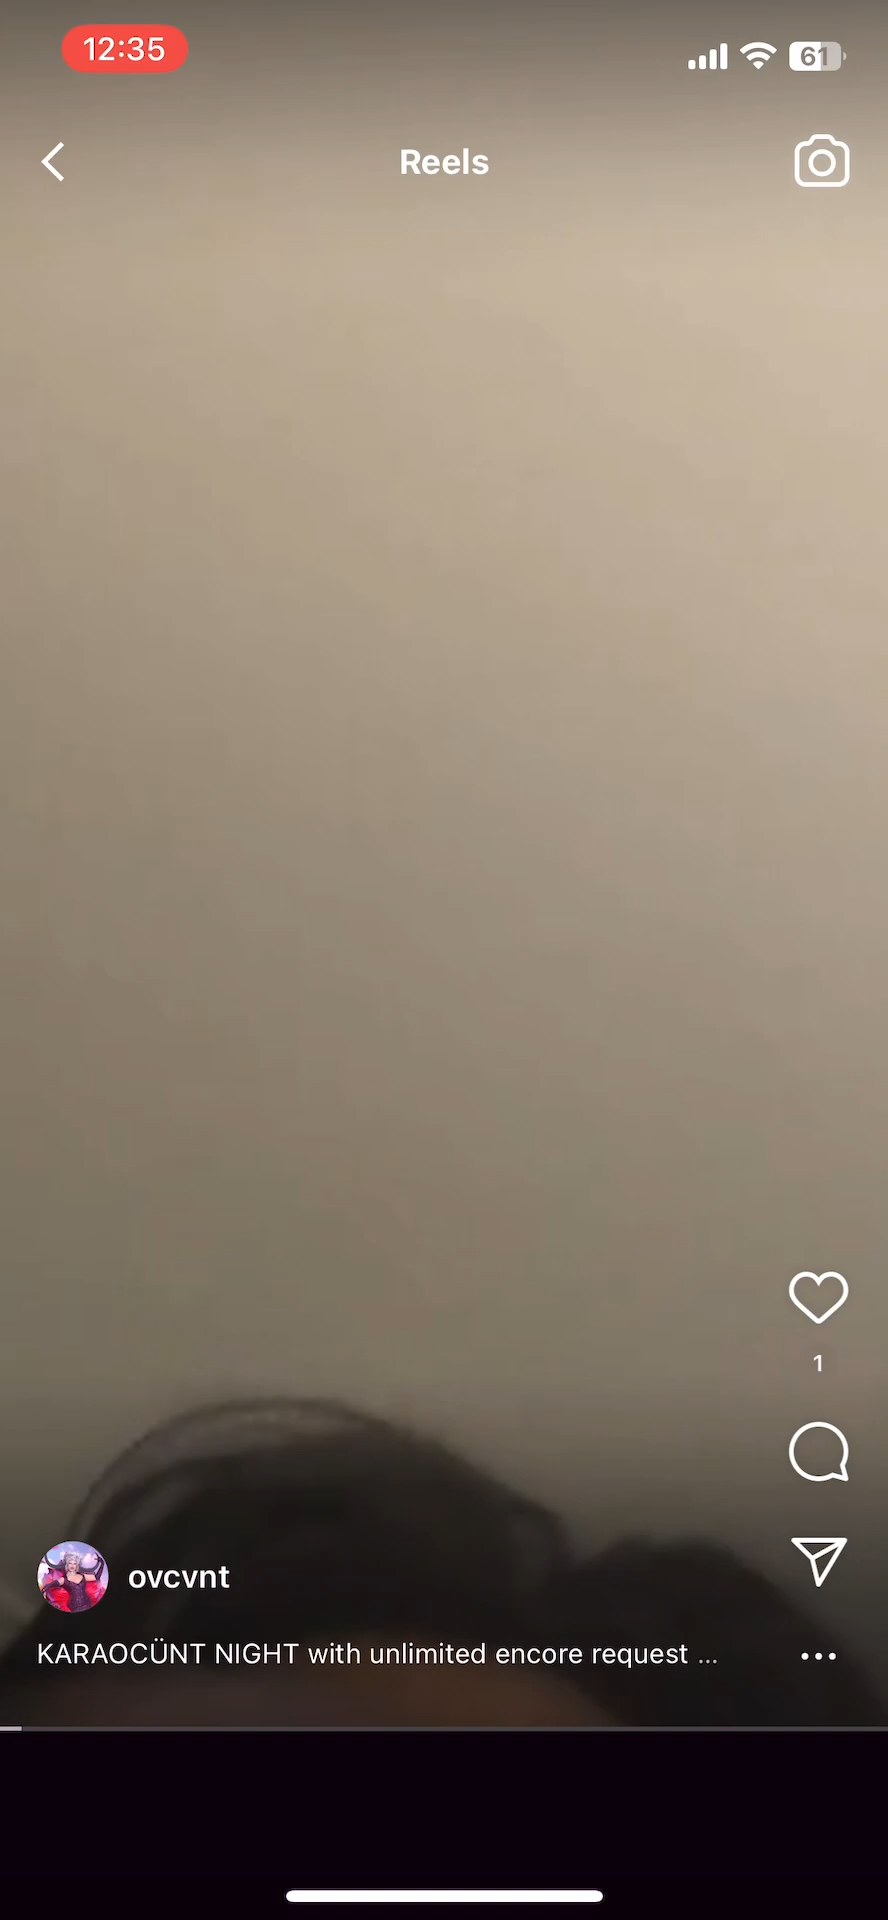 12:35
61
Reels
1
ovcvnt
KARAOCÜNT NIGHT with unlimited encore request ...